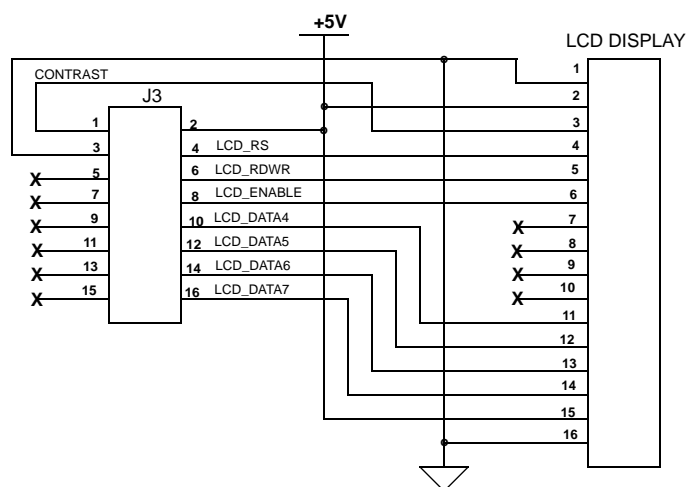 +5V
LCD DISPLAY
CONTRAST
J3
1 2
3 4 LCD_RS
X 5 6 LCD_RDWR
X 7 8 LCD_ENABLE
X 9 10 LCD_DATA4
X 11 12 LCD_DATA5
X 13 14 LCD_DATA6
X 15 16 LCD_DATA7
1
2
3
4
5
6
X 7
X 8
X 9
X 10
11
12
13
14
15
16